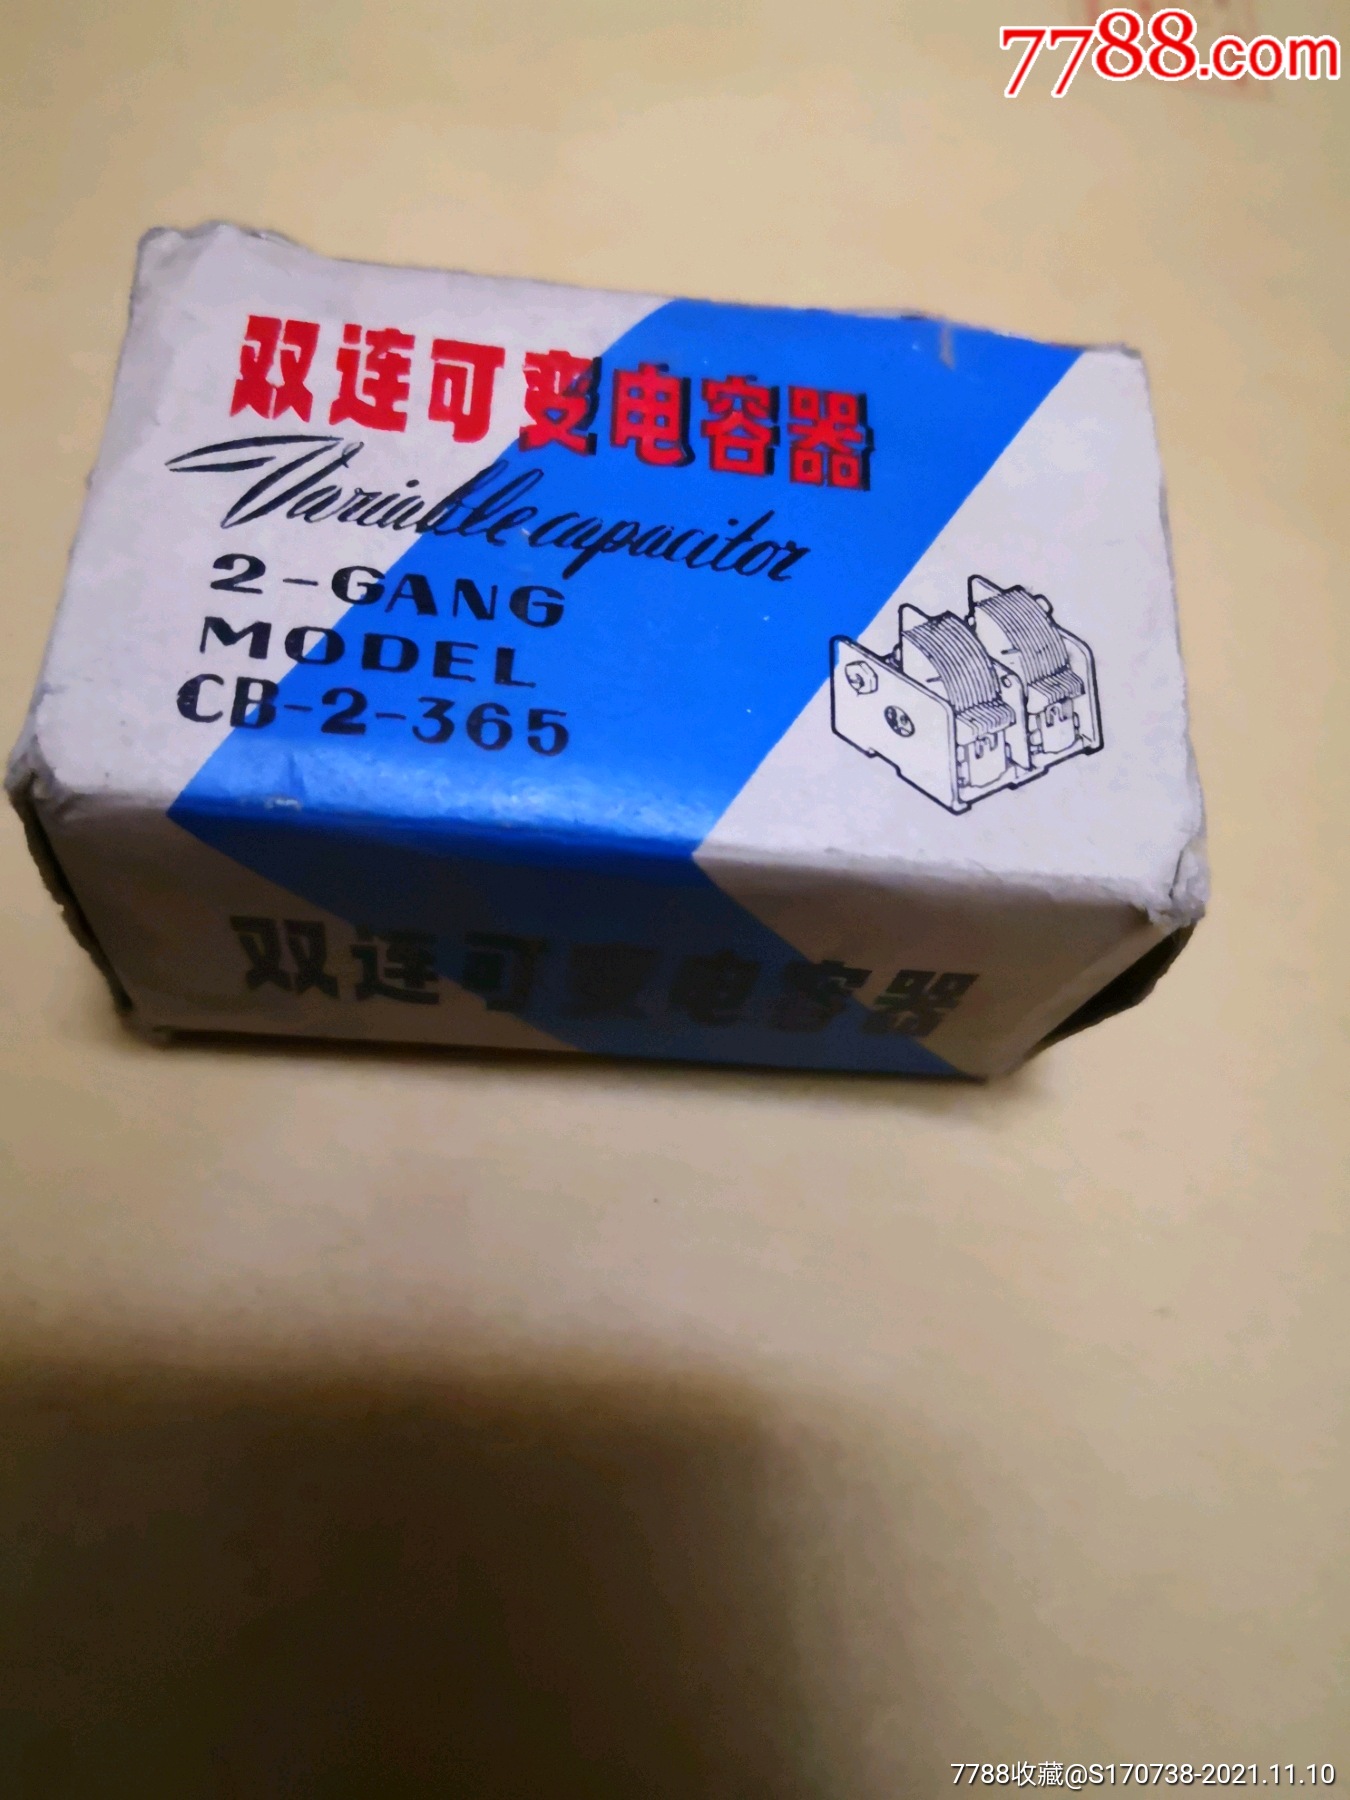 7788.com
双连可变电容器
Variable capacitor
2-GANG
MODEL
CB-2-365
双连可变电容器
7788收藏@S170738-2021.11.10